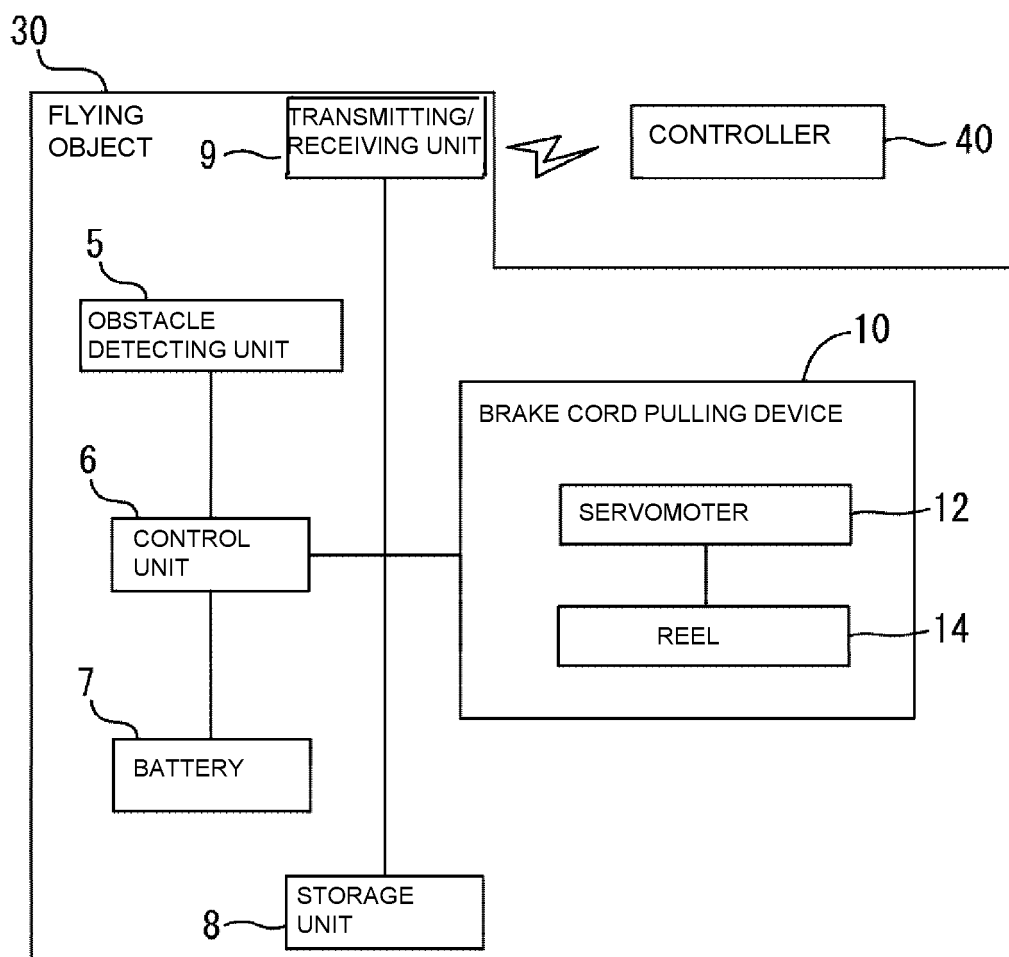 30
FLYING
OBJECT
TRANSMITTING/
RECEIVING UNIT
9
CONTROLLER
40
5
OBSTACLE
DETECTING UNIT
10
BRAKE CORD PULLING DEVICE
6
CONTROL
UNIT
SERVOMOTER
12
REEL
14
7
BATTERY
STORAGE
UNIT
8